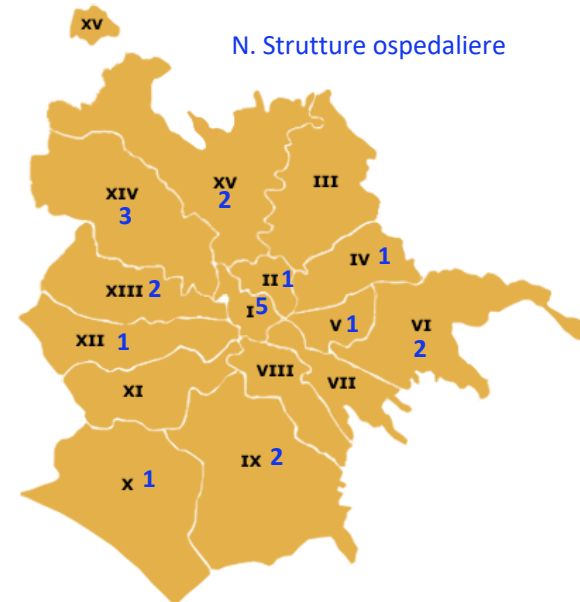 XV
N. Strutture ospedaliere
XV
2
III
XIV
3
IV 1
II 1
XIII 2
I 5
V 1
VI
2
XII
1
VIII
VII
XI
IX 2
X 1